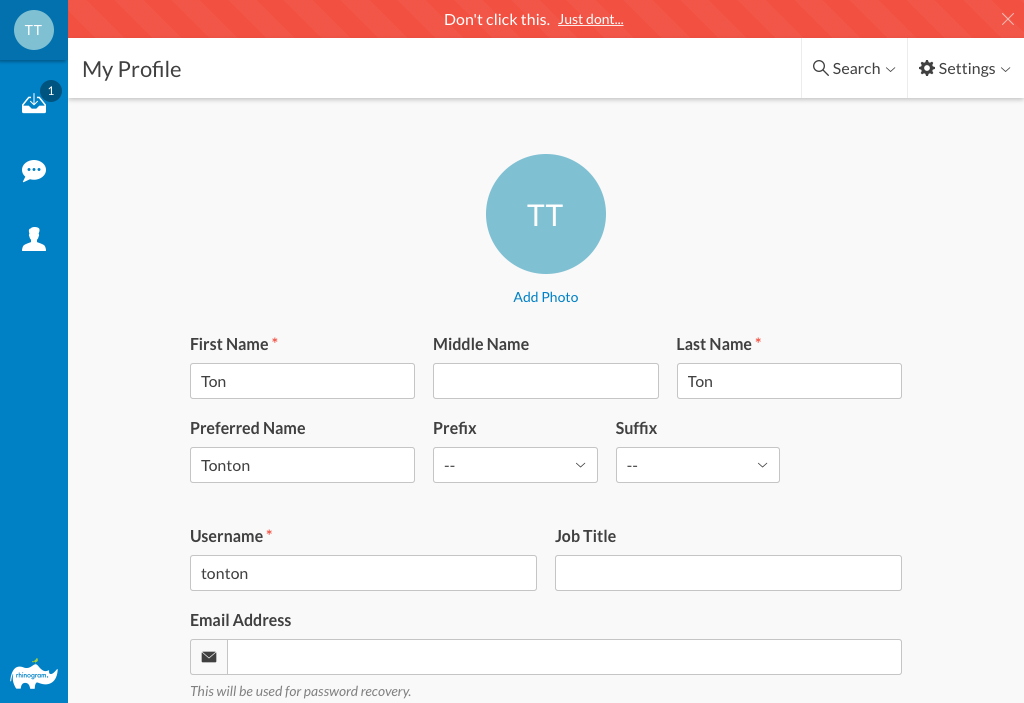 TT
Don't click this. Just dont...
1
My Profile
Search
Settings
TT
Add Photo
First Name *
Middle Name
Last Name *
Ton
Ton
Preferred Name
Prefix
Suffix
Tonton
--
--
Username *
Job Title
tonton
Email Address
This will be used for password recovery.
rhinogram.